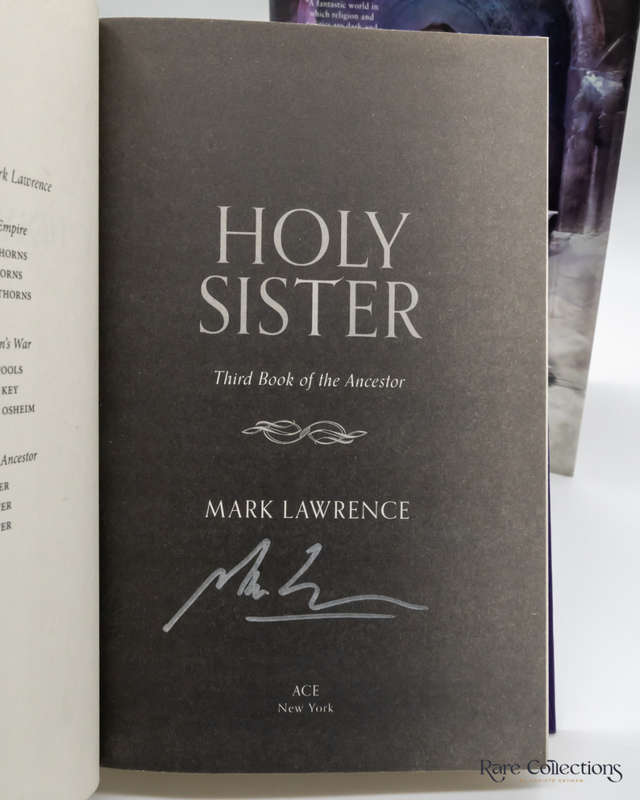 "A fantastic world in
which religion and
rk Lawrence
Empire
HORNS
ORNS
THORNS
n's War
FOOLS
KEY
OSHEIM
Ancestor
ER
ER
ER
HOLY
SISTER
Third Book of the Ancestor
MARK LAWRENCE
ACE
New York
Rare Collections